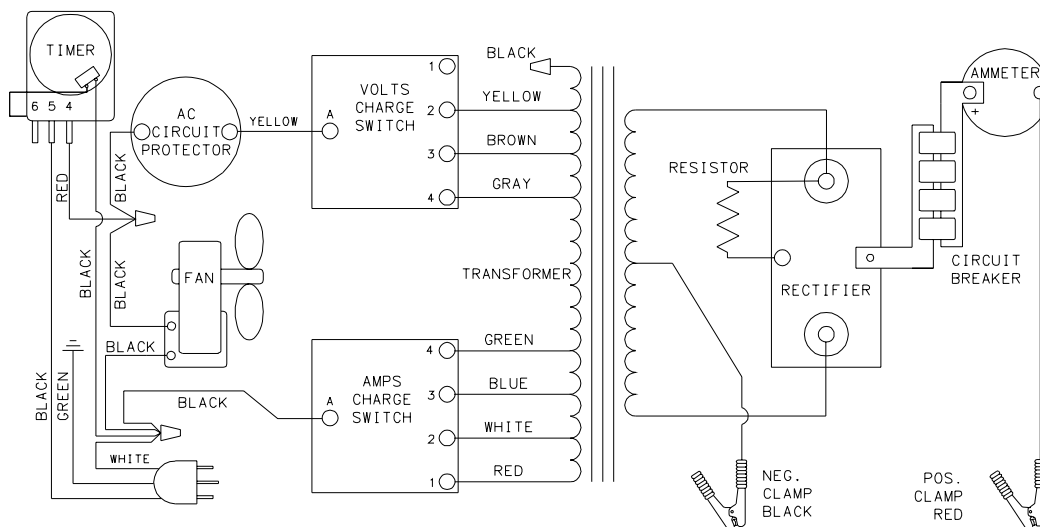 TIMER
6 5 4
RED
BLACK
AC
CIRCUIT
PROTECTOR
YELLOW
A
VOLTS
CHARGE
SWITCH
1
2
3
4
BLACK
YELLOW
BROWN
GRAY
BLACK
BLACK
FAN
BLACK
BLACK
GREEN
WHITE
BLACK
A
AMPS
CHARGE
SWITCH
4
3
2
1
GREEN
BLUE
WHITE
RED
TRANSFORMER
RESISTOR
RECTIFIER
AMMETER
+
CIRCUIT
BREAKER
NEG.
CLAMP
BLACK
POS.
CLAMP
RED